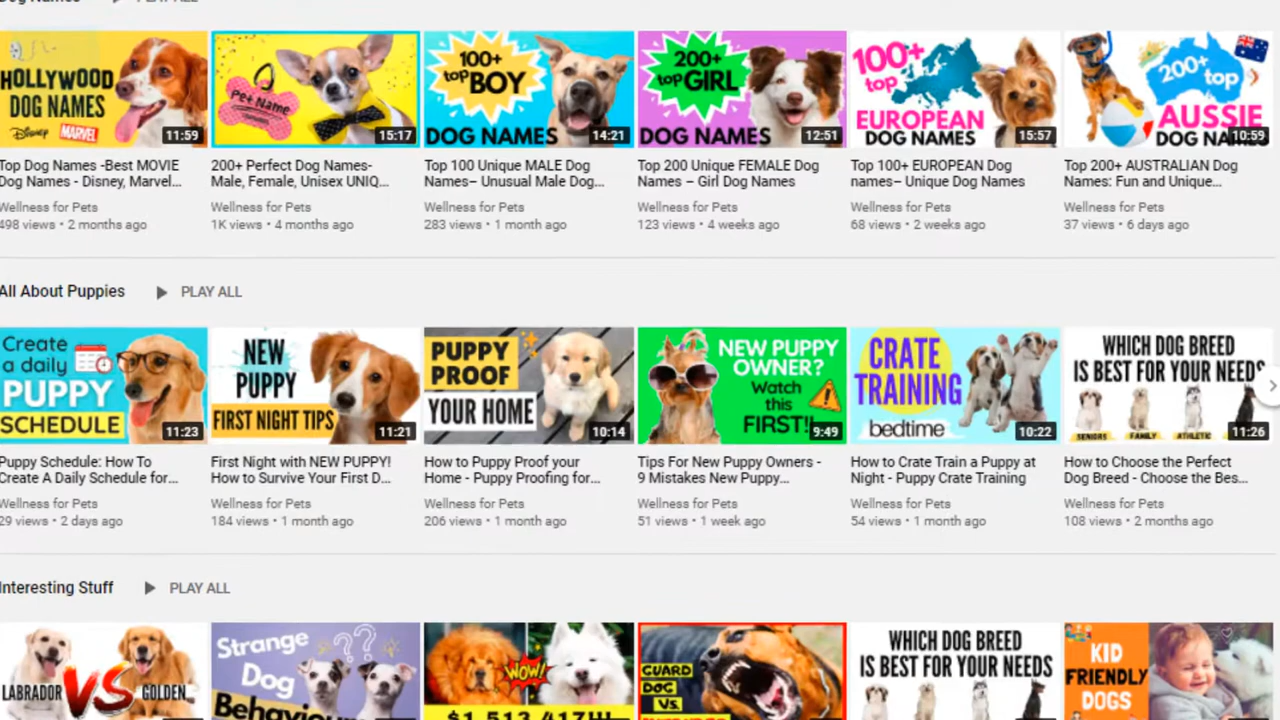 Dog Names PLAY ALL
HOLLYWOOD
DOG NAMES
Disney MARVEL
11:59
Pet Name
15:17
100+
top BOY
DOG NAMES
14:21
200+
top GIRL
DOG NAMES
12:51
100+
top
EUROPEAN
DOG NAMES
15:57
200+
top
AUSSIE
DOG NAMES
10:59
Top Dog Names -Best MOVIE
Dog Names - Disney, Marvel...
Wellness for Pets
498 views • 2 months ago
200+ Perfect Dog Names-
Male, Female, Unisex UNIQ...
Wellness for Pets
1K views • 4 months ago
Top 100 Unique MALE Dog
Names– Unusual Male Dog...
Wellness for Pets
283 views • 1 month ago
Top 200 Unique FEMALE Dog
Names – Girl Dog Names
Wellness for Pets
123 views • 4 weeks ago
Top 100+ EUROPEAN Dog
names– Unique Dog Names
Wellness for Pets
68 views • 2 weeks ago
Top 200+ AUSTRALIAN Dog
Names: Fun and Unique...
Wellness for Pets
37 views • 6 days ago
All About Puppies PLAY ALL
Create
a daily
PUPPY
SCHEDULE
11:23
NEW
PUPPY
FIRST NIGHT TIPS
11:21
PUPPY
PROOF
YOUR HOME
10:14
NEW PUPPY
OWNER?
Watch
this
FIRST!
9:49
CRATE
TRAINING
bedtime
10:22
WHICH DOG BREED
IS BEST FOR YOUR NEEDS
SENIORS FAMILY ATHLETIC
11:26
Puppy Schedule: How To
Create A Daily Schedule for...
Wellness for Pets
29 views • 2 days ago
First Night with NEW PUPPY!
How to Survive Your First D...
Wellness for Pets
184 views • 1 month ago
How to Puppy Proof your
Home - Puppy Proofing for...
Wellness for Pets
206 views • 1 month ago
Tips For New Puppy Owners -
9 Mistakes New Puppy...
Wellness for Pets
51 views • 1 week ago
How to Crate Train a Puppy at
Night - Puppy Crate Training
Wellness for Pets
54 views • 1 month ago
How to Choose the Perfect
Dog Breed - Choose the Bes...
Wellness for Pets
108 views • 2 months ago
Interesting Stuff PLAY ALL
LABRADOR VS GOLDEN
Strange
Dog
Behaviour
WOW!
$1,513,417!!!
GUARD
DOG
VS.
WHICH DOG BREED
IS BEST FOR YOUR NEEDS
KID
FRIENDLY
DOGS